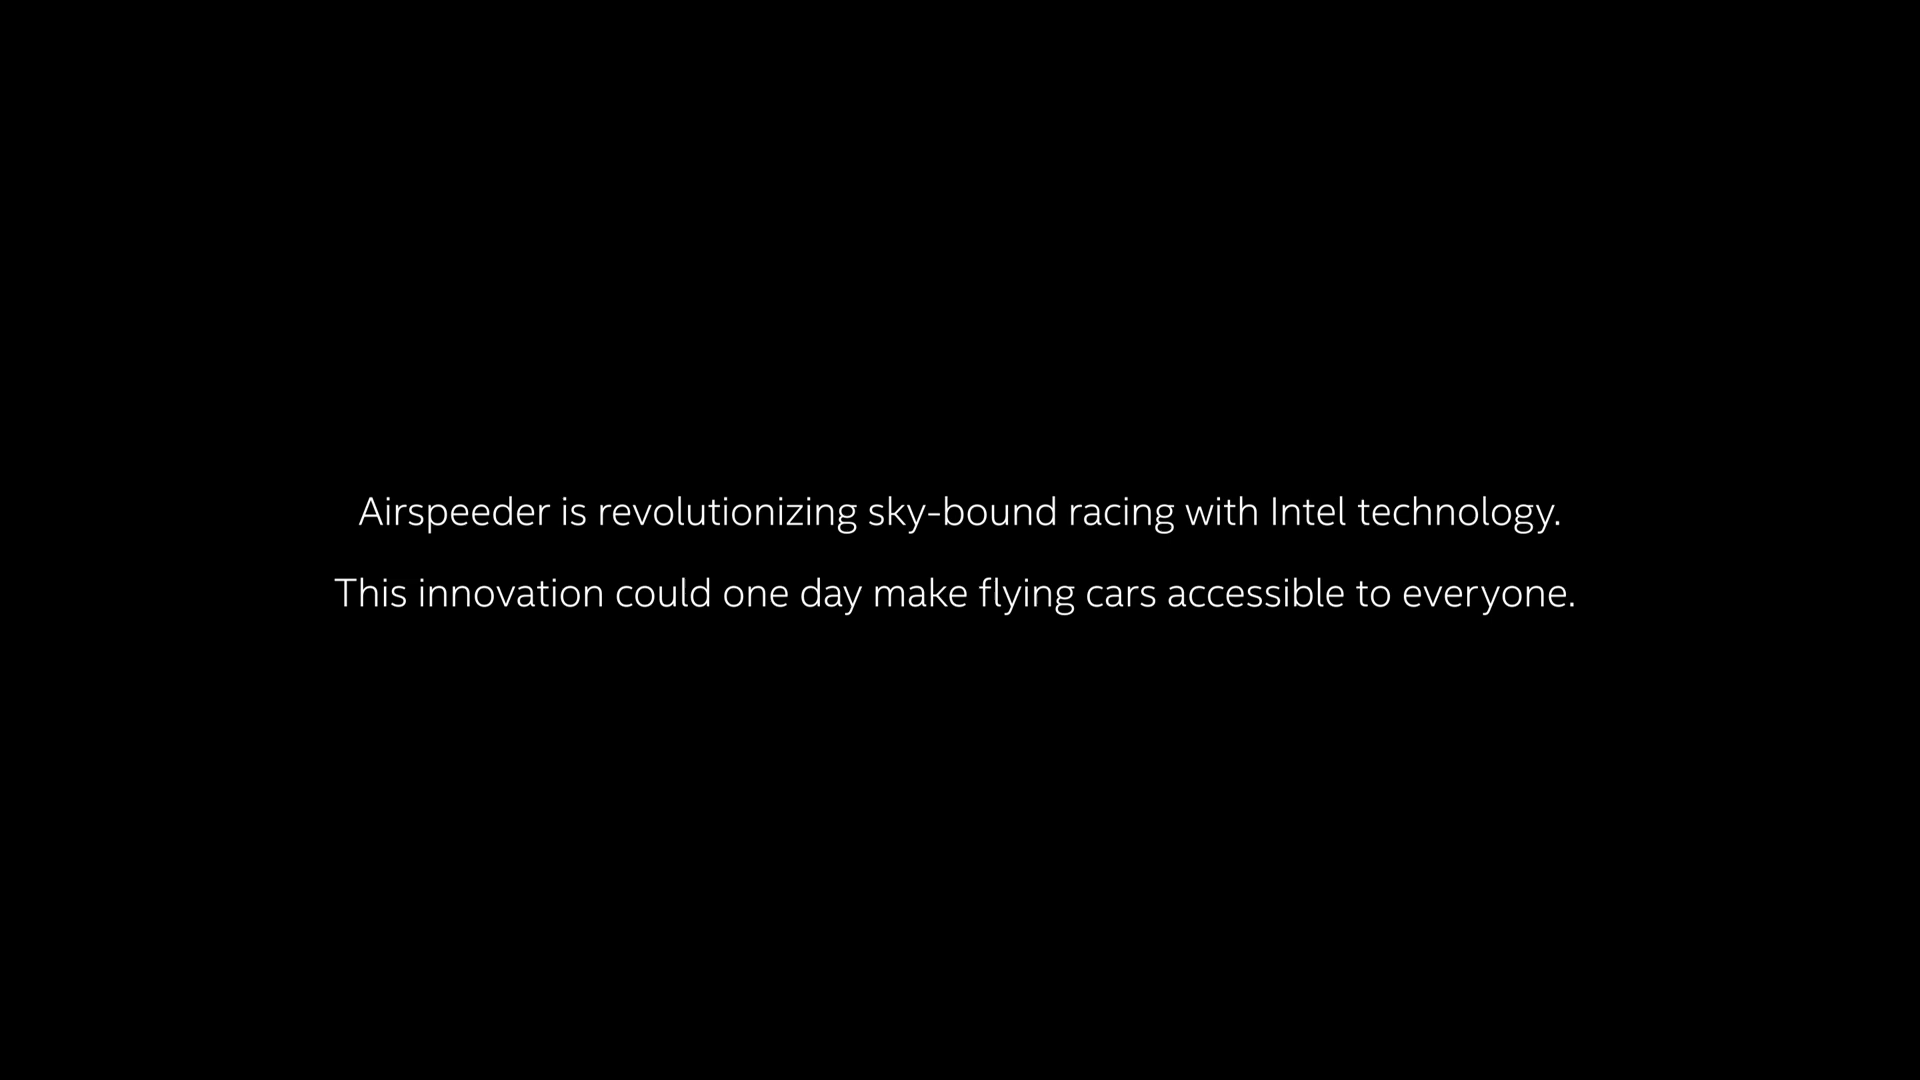 Airspeeder is revolutionizing sky-bound racing with Intel technology.
This innovation could one day make flying cars accessible to everyone.